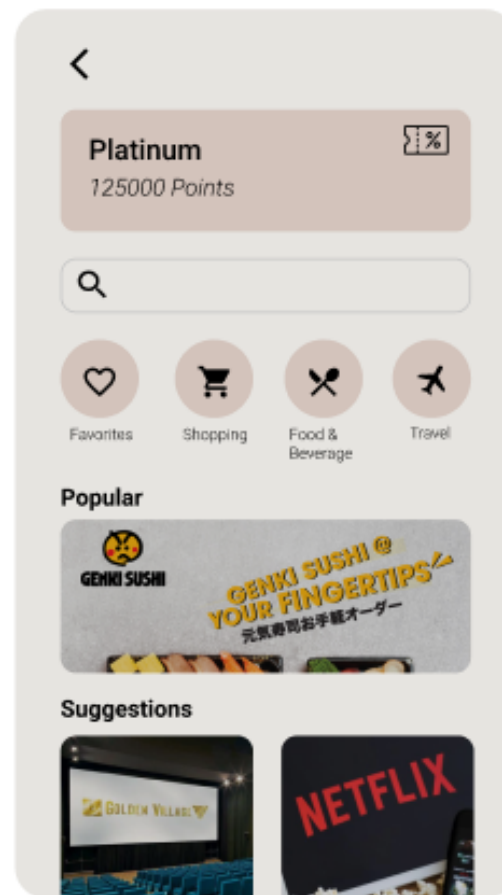 Platinum
%
125000 Points
Favorites
Shopping
Food &
Beverage
Travel
Popular
GENKI SUSHI
GENKI SUSHI @
YOUR FINGERTIPS
元気寿司お手軽オーダー
Suggestions
GOLDEN VILLAGE
NETFLIX